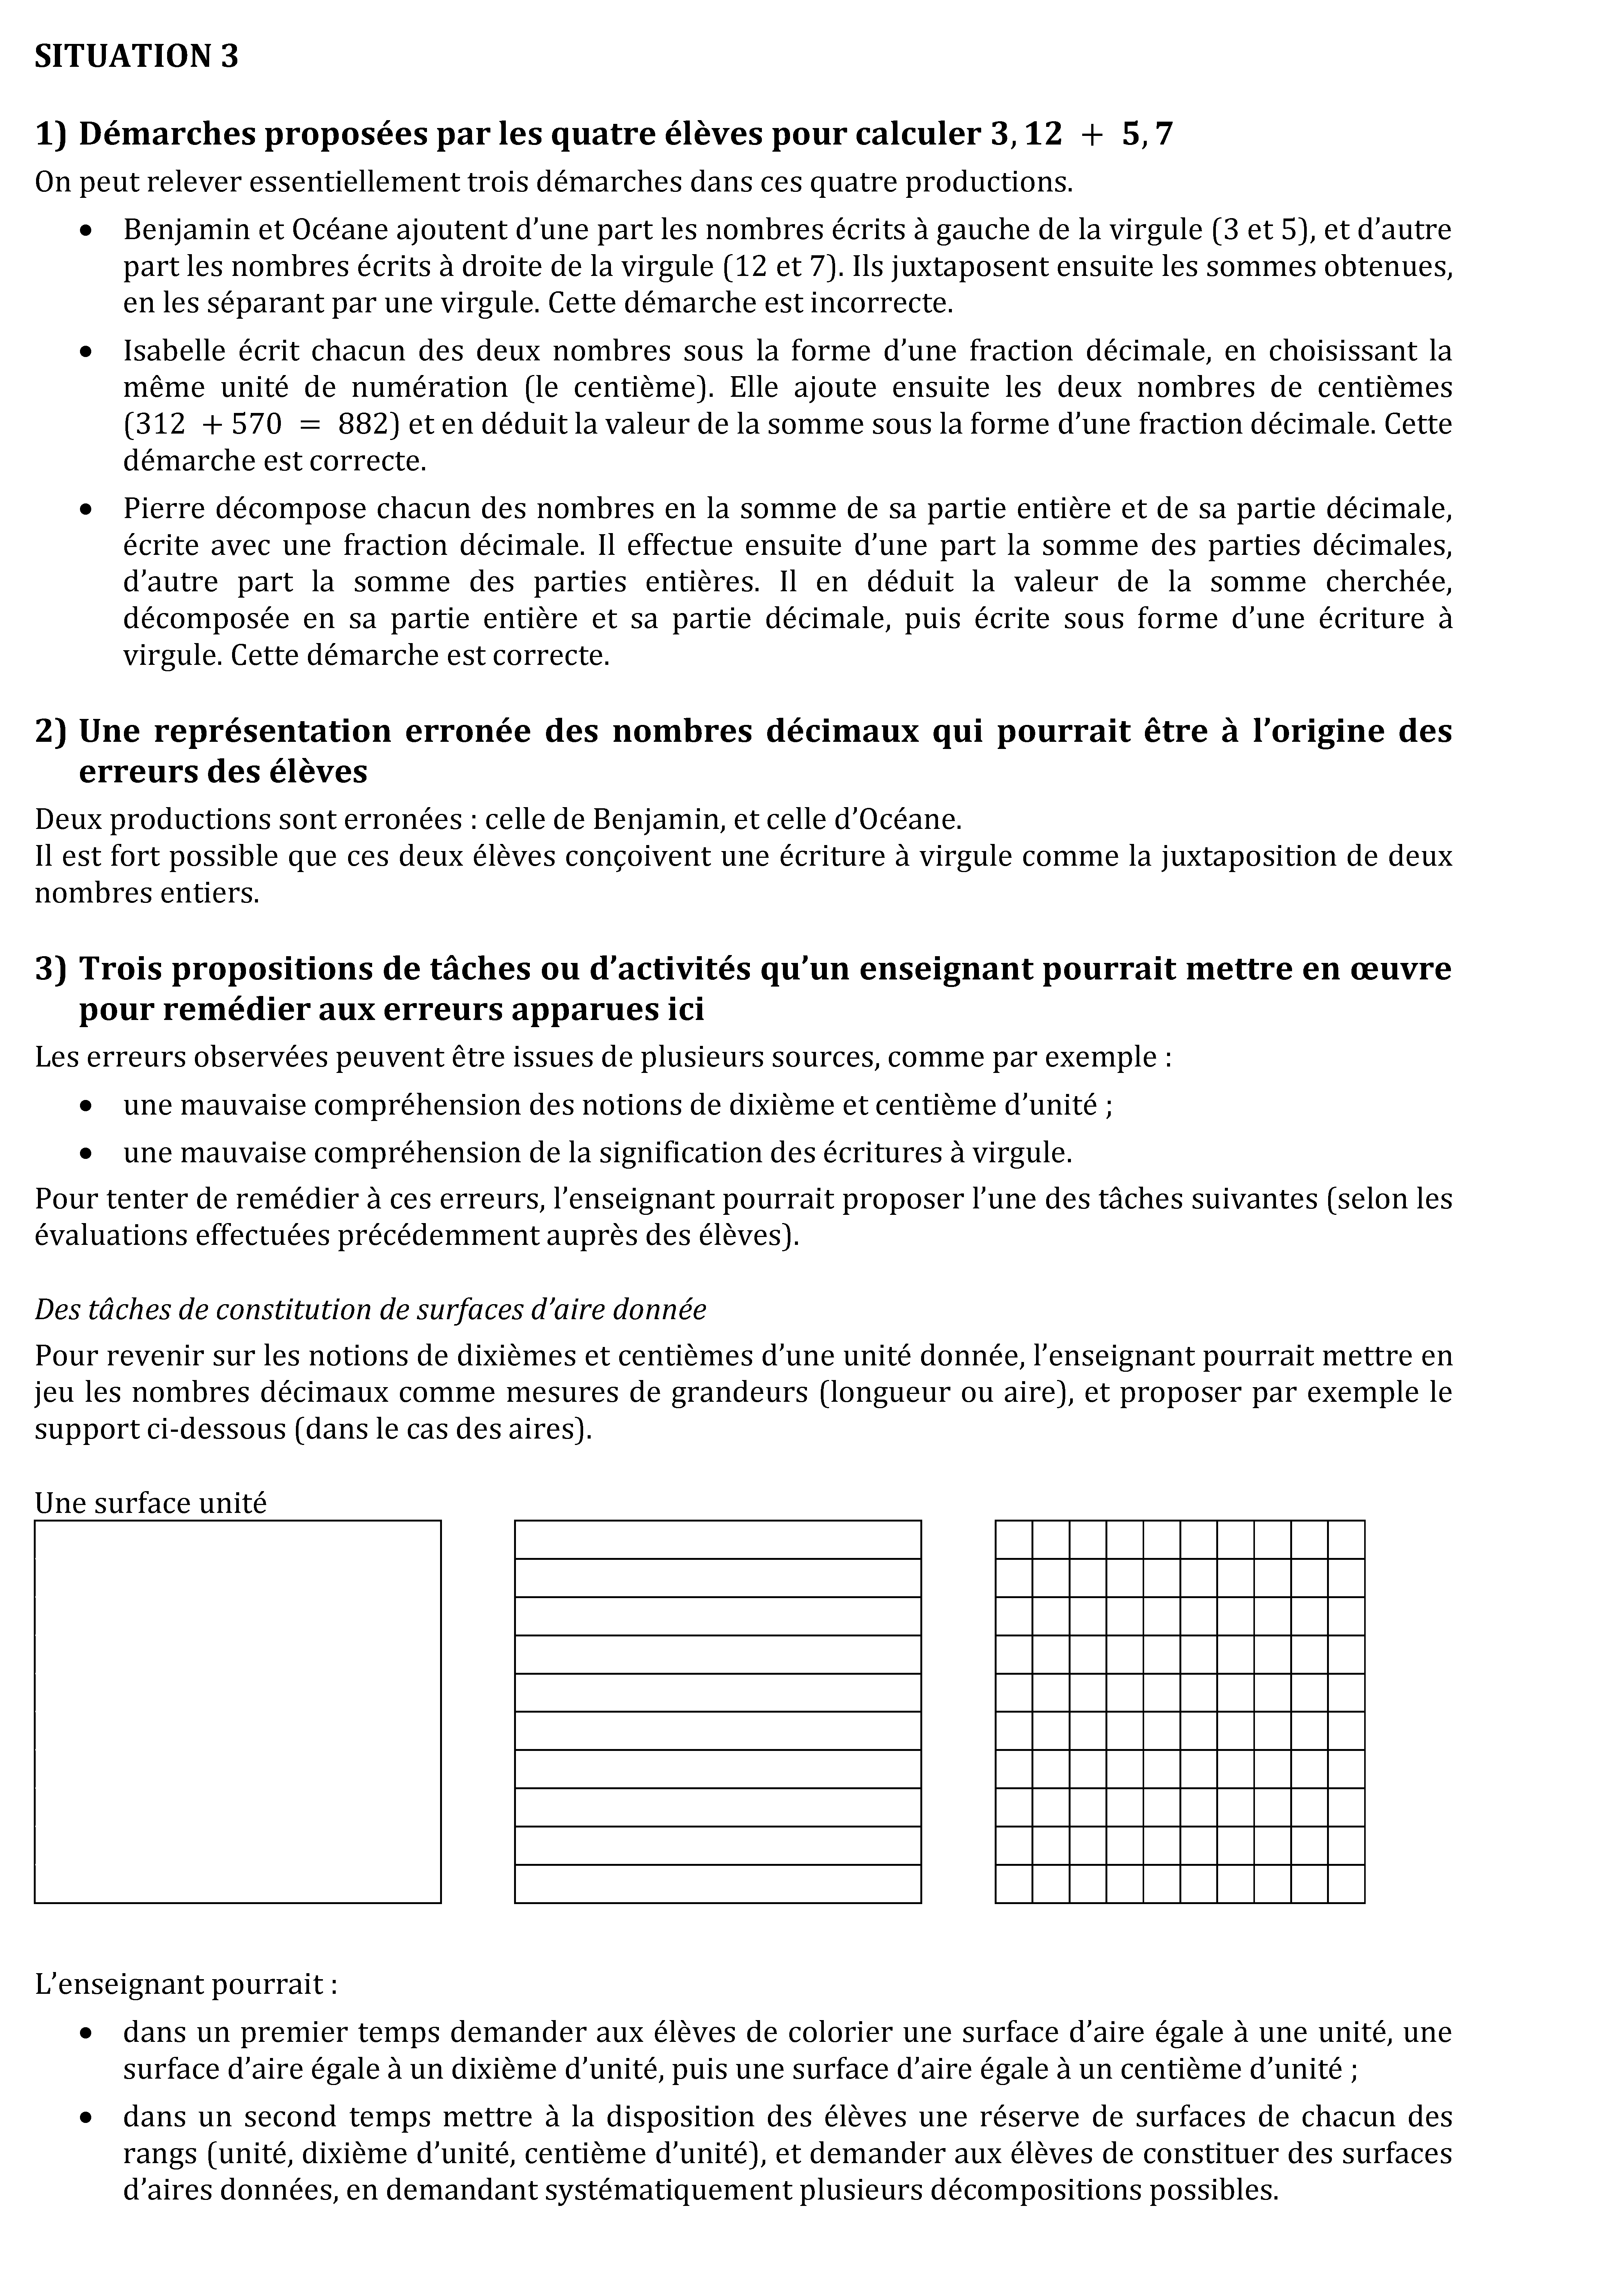 SITUATION 3
1) Démarches proposées par les quatre élèves pour calculer 3,12 + 5,7
On peut relever essentiellement trois démarches dans ces quatre productions.
• Benjamin et Océane ajoutent d’une part les nombres écrits à gauche de la virgule (3 et 5), et d’autre
part les nombres écrits à droite de la virgule (12 et 7). Ils juxtaposent ensuite les sommes obtenues,
en les séparant par une virgule. Cette démarche est incorrecte.
• Isabelle écrit chacun des deux nombres sous la forme d’une fraction décimale, en choisissant la
même unité de numération (le centième). Elle ajoute ensuite les deux nombres de centièmes
(312 + 570 = 882) et en déduit la valeur de la somme sous la forme d’une fraction décimale. Cette
démarche est correcte.
• Pierre décompose chacun des nombres en la somme de sa partie entière et de sa partie décimale,
écrite avec une fraction décimale. Il effectue ensuite d’une part la somme des parties décimales,
d’autre part la somme des parties entières. Il en déduit la valeur de la somme cherchée,
décomposée en sa partie entière et sa partie décimale, puis écrite sous forme d’une écriture à
virgule. Cette démarche est correcte.
2) Une représentation erronée des nombres décimaux qui pourrait être à l’origine des
erreurs des élèves
Deux productions sont erronées : celle de Benjamin, et celle d’Océane.
Il est fort possible que ces deux élèves conçoivent une écriture à virgule comme la juxtaposition de deux
nombres entiers.
3) Trois propositions de tâches ou d’activités qu’un enseignant pourrait mettre en œuvre
pour remédier aux erreurs apparues ici
Les erreurs observées peuvent être issues de plusieurs sources, comme par exemple :
• une mauvaise compréhension des notions de dixième et centième d’unité ;
• une mauvaise compréhension de la signification des écritures à virgule.
Pour tenter de remédier à ces erreurs, l’enseignant pourrait proposer l’une des tâches suivantes (selon les
évaluations effectuées précédemment auprès des élèves).
Des tâches de constitution de surfaces d’aire donnée
Pour revenir sur les notions de dixièmes et centièmes d’une unité donnée, l’enseignant pourrait mettre en
jeu les nombres décimaux comme mesures de grandeurs (longueur ou aire), et proposer par exemple le
support ci-dessous (dans le cas des aires).
Une surface unité
L’enseignant pourrait :
• dans un premier temps demander aux élèves de colorier une surface d’aire égale à une unité, une
surface d’aire égale à un dixième d’unité, puis une surface d’aire égale à un centième d’unité ;
• dans un second temps mettre à la disposition des élèves une réserve de surfaces de chacun des
rangs (unité, dixième d’unité, centième d’unité), et demander aux élèves de constituer des surfaces
d’aires données, en demandant systématiquement plusieurs décompositions possibles.